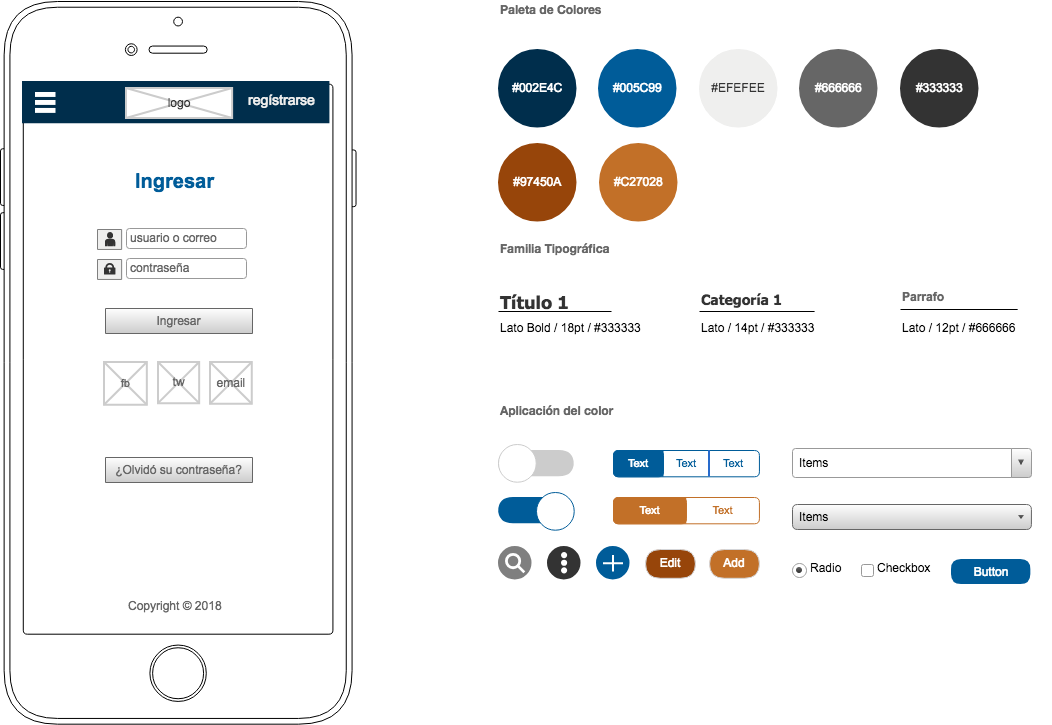 logo
regístrarse
Ingresar
usuario o correo
contraseña
Ingresar
fb
tw
email
¿Olvidó su contraseña?
Copyright © 2018
Paleta de Colores
#002E4C
#005C99
#EFEFEE
#666666
#333333
#97450A
#C27028
Familia Tipográfica
Título 1
Lato Bold / 18pt / #333333
Categoría 1
Lato / 14pt / #333333
Parrafo
Lato / 12pt / #666666
Aplicación del color
Text
Text
Text
Items
Text
Text
Items
Edit
Add
Radio
Checkbox
Button